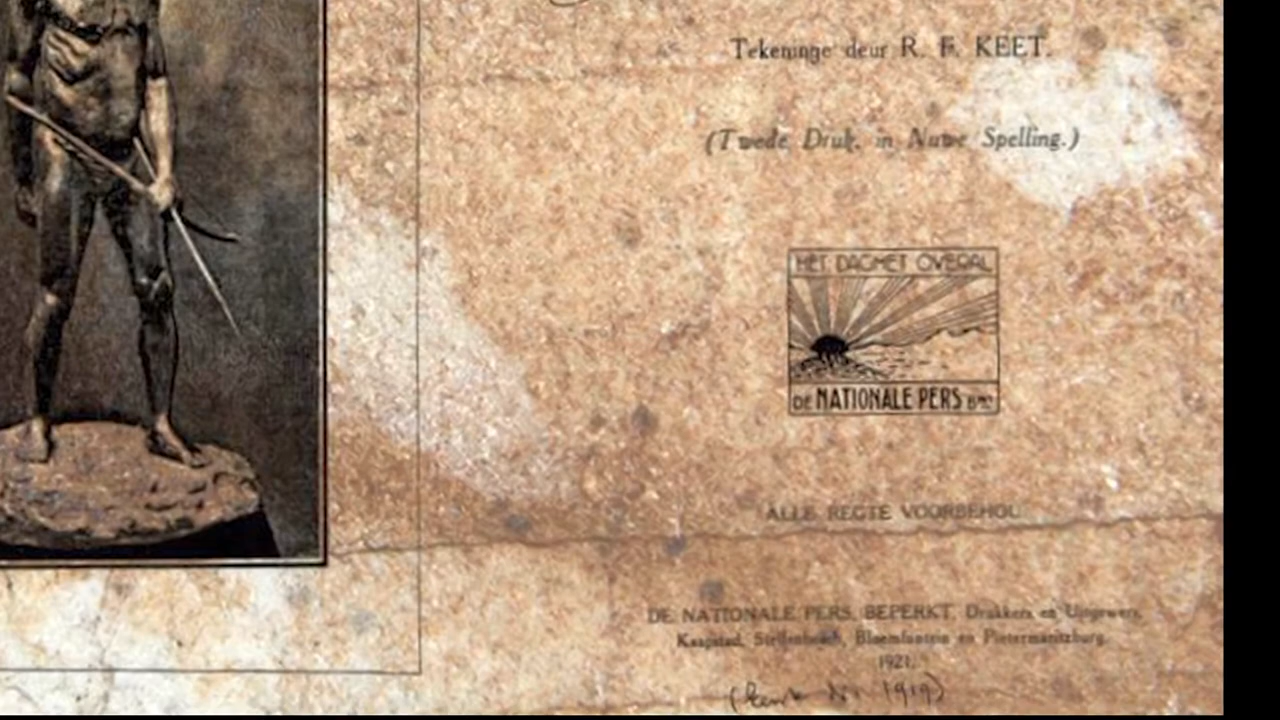 Tekeninge deur R. F. KEET.
(Twede Druk, in Nuwe Spelling.)
HET DAGHET OVERAL
DE NATIONALE PERS BPKT
ALLE REGTE VOORBEHOU
DE NATIONALE PERS, BEPERKT, Drukkers en Uitgewers,
Kaapstad, Stellenbosch, Bloemfontein en Pietermaritzburg.
1921.
1919)